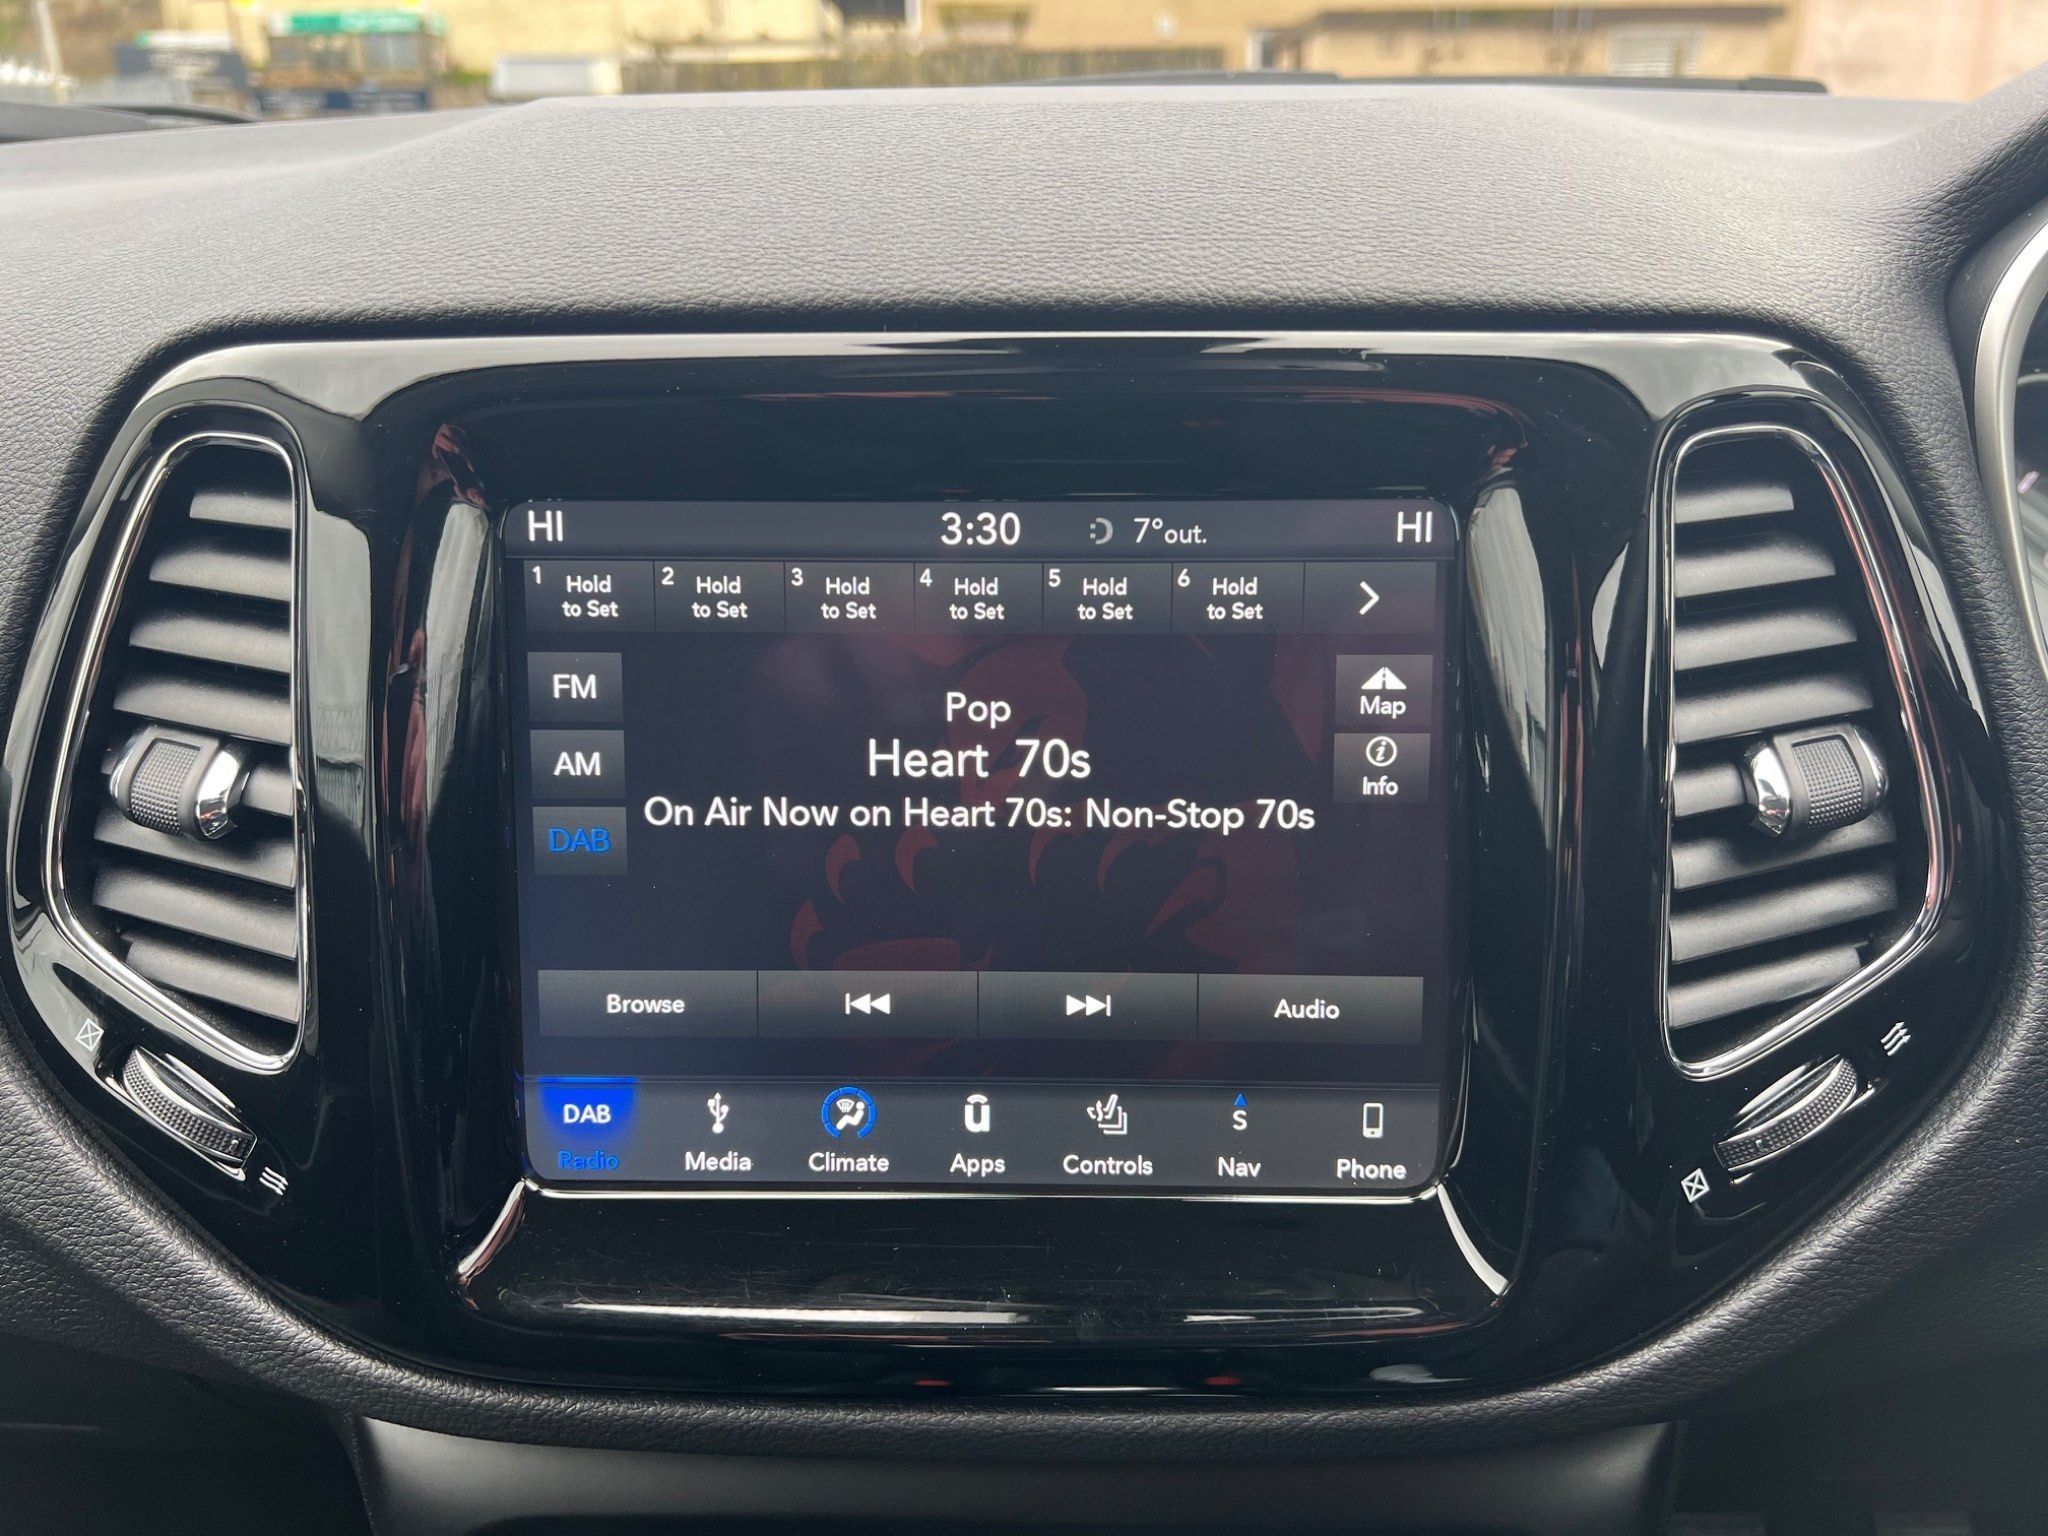 HI 3:30 7°out. HI
1 Hold to Set
2 Hold to Set
3 Hold to Set
4 Hold to Set
5 Hold to Set
6 Hold to Set
FM
AM
DAB
Pop
Heart 70s
On Air Now on Heart 70s: Non-Stop 70s
Map
Info
Browse
Audio
DAB
Radio
Media
Climate
Apps
Controls
S
Nav
Phone